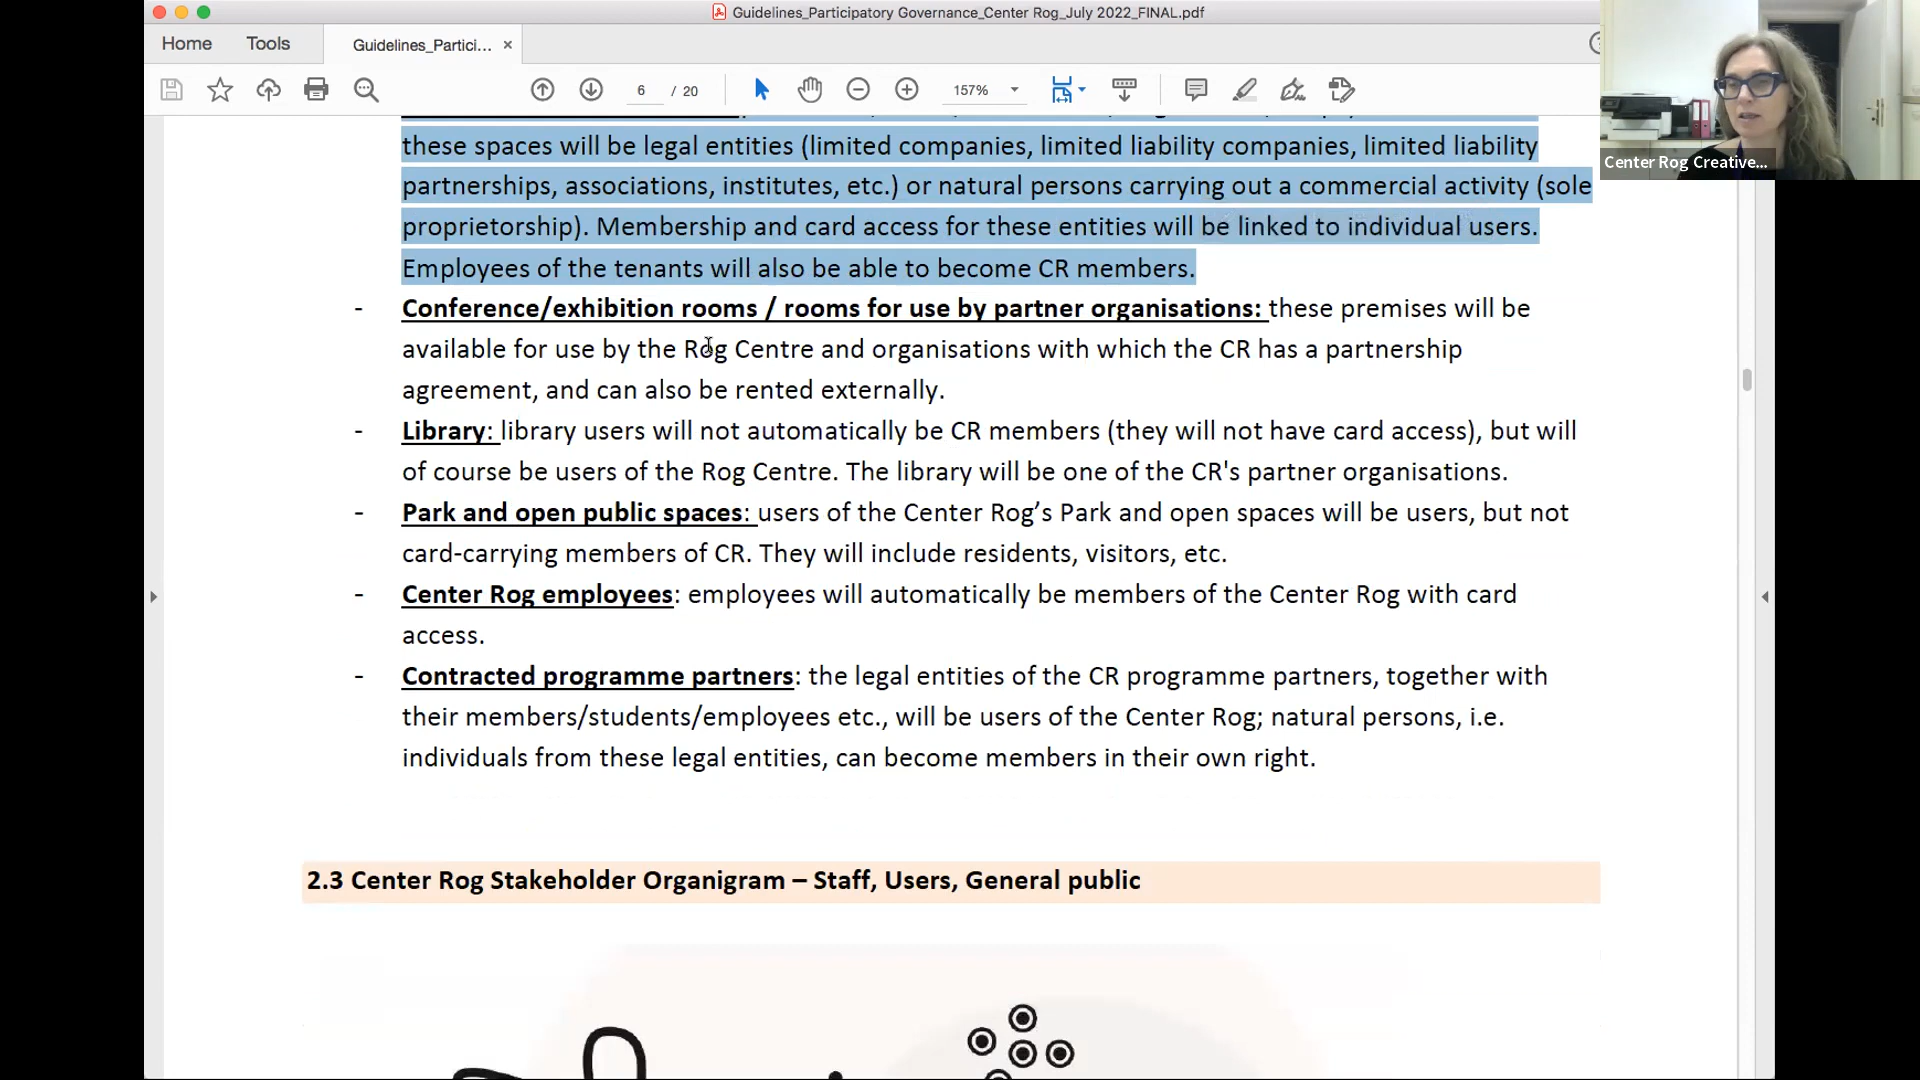 Guidelines_Participatory Governance_Center Rog_July 2022_FINAL.pdf
Home
Tools
Guidelines_Partici...
6 / 20
157%
Center Rog Creative...
these spaces will be legal entities (limited companies, limited liability companies, limited liability
partnerships, associations, institutes, etc.) or natural persons carrying out a commercial activity (sole
proprietorship). Membership and card access for these entities will be linked to individual users.
Employees of the tenants will also be able to become CR members.
- Conference/exhibition rooms / rooms for use by partner organisations: these premises will be
available for use by the Rog Centre and organisations with which the CR has a partnership
agreement, and can also be rented externally.
- Library: library users will not automatically be CR members (they will not have card access), but will
of course be users of the Rog Centre. The library will be one of the CR's partner organisations.
- Park and open public spaces: users of the Center Rog’s Park and open spaces will be users, but not
card-carrying members of CR. They will include residents, visitors, etc.
- Center Rog employees: employees will automatically be members of the Center Rog with card
access.
- Contracted programme partners: the legal entities of the CR programme partners, together with
their members/students/employees etc., will be users of the Center Rog; natural persons, i.e.
individuals from these legal entities, can become members in their own right.
2.3 Center Rog Stakeholder Organigram – Staff, Users, General public